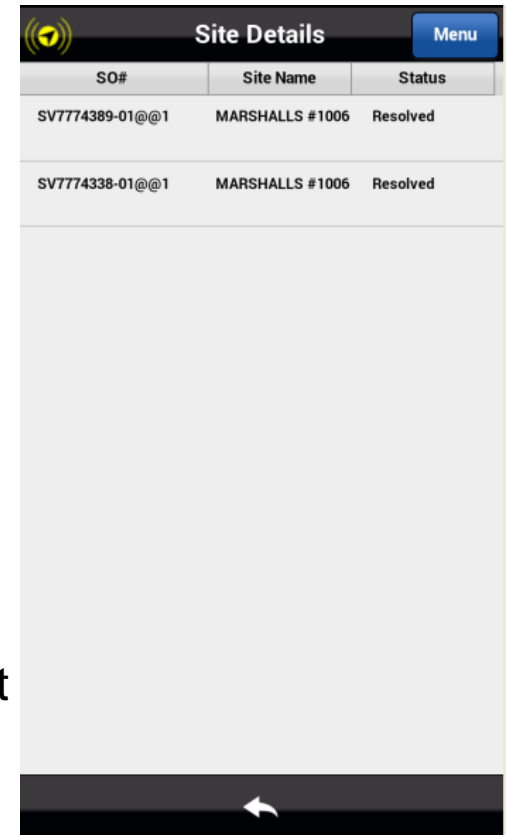 Site Details Menu
SO# Site Name Status
SV7774389-01@@1 MARSHALLS #1006 Resolved
SV7774338-01@@1 MARSHALLS #1006 Resolved
t